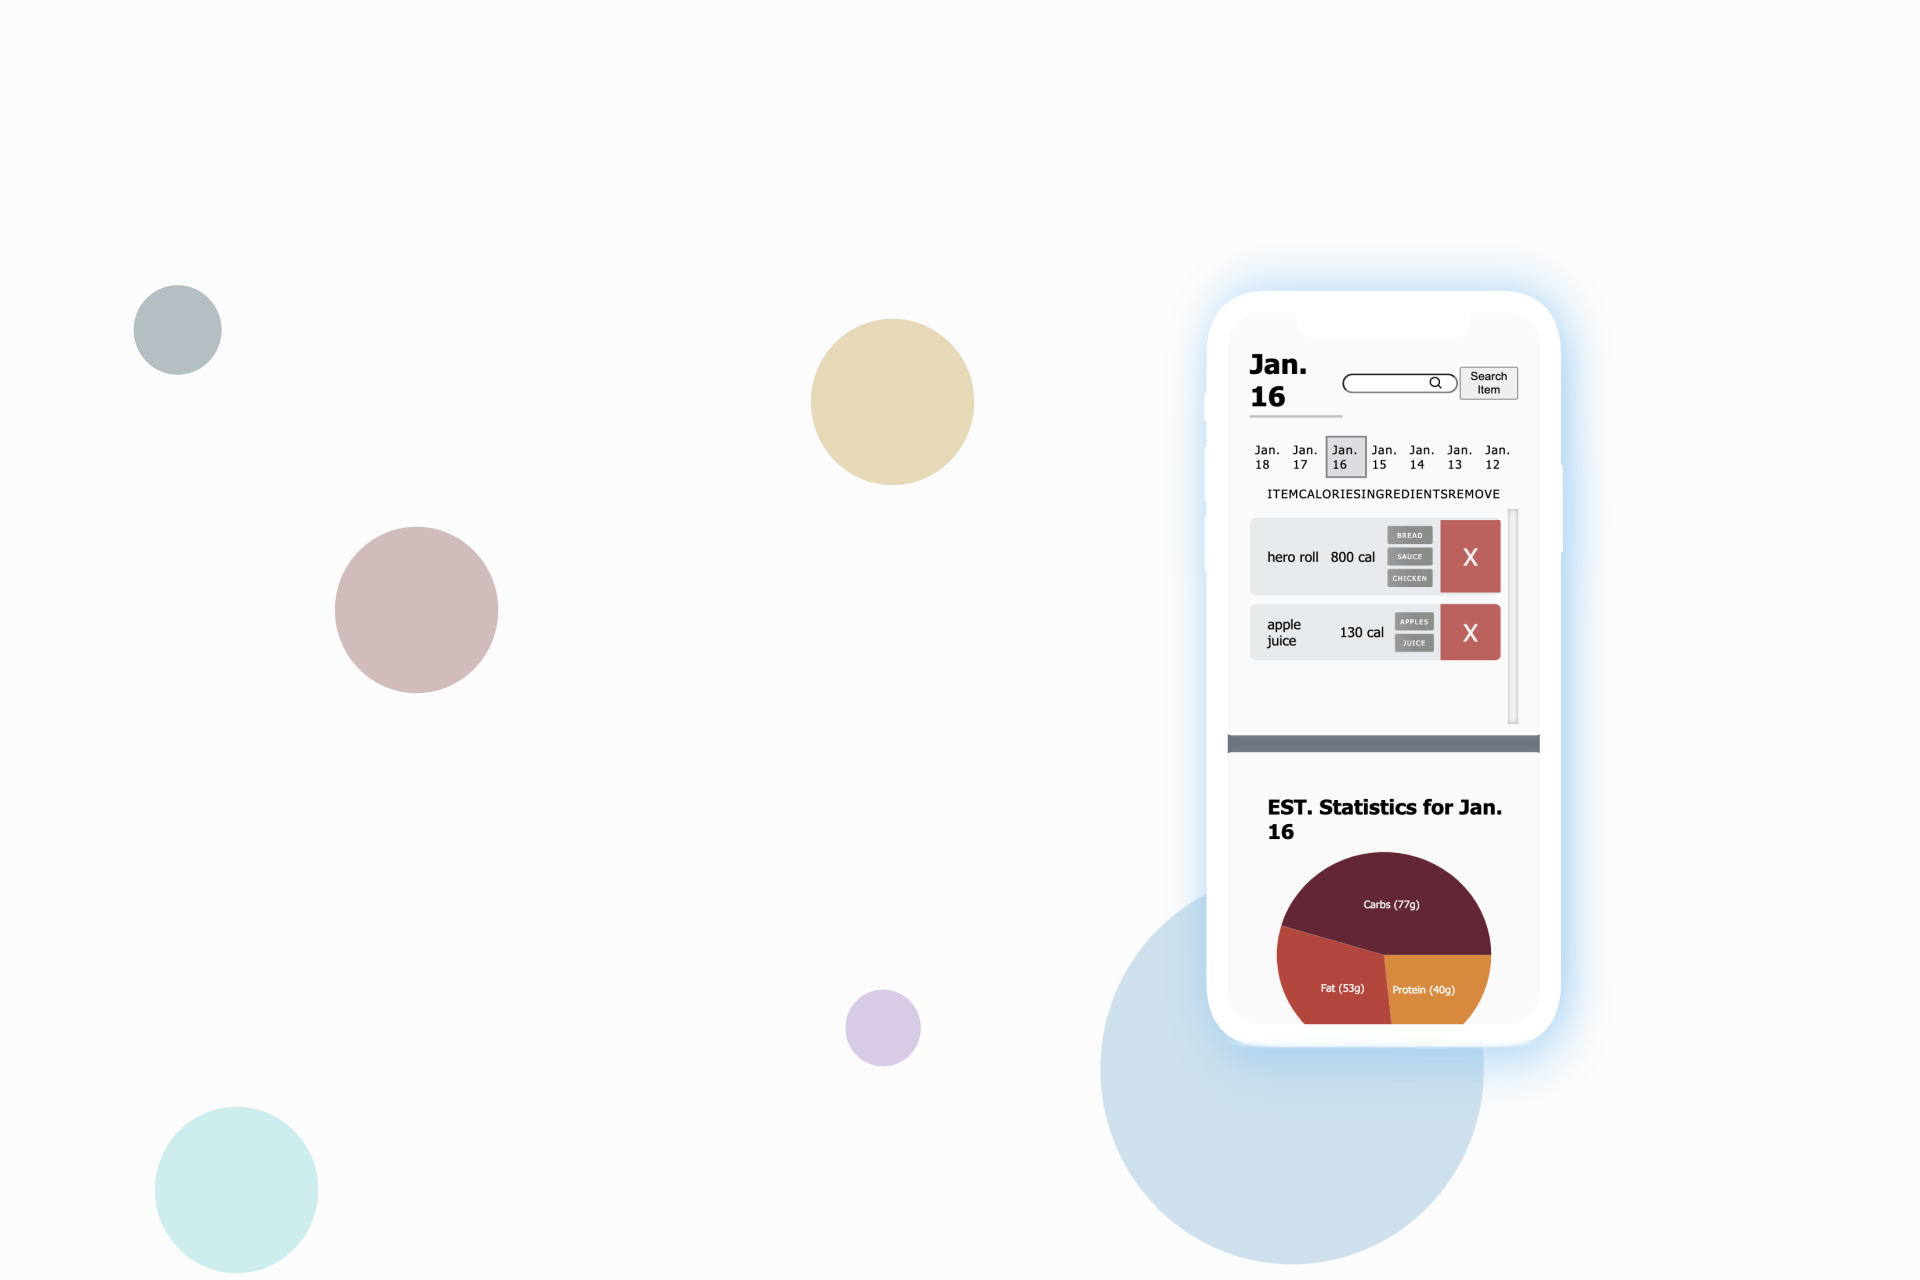 Jan.
16
Search
Item
Jan. Jan. Jan. Jan. Jan. Jan. Jan.
18 17 16 15 14 13 12
ITEMCALORIESINGREDIENTSREMOVE
hero roll 800 cal
BREAD
SAUCE
CHICKEN
X
apple
juice
130 cal
APPLES
JUICE
X
EST. Statistics for Jan.
16
Carbs (77g)
Fat (53g)
Protein (40g)